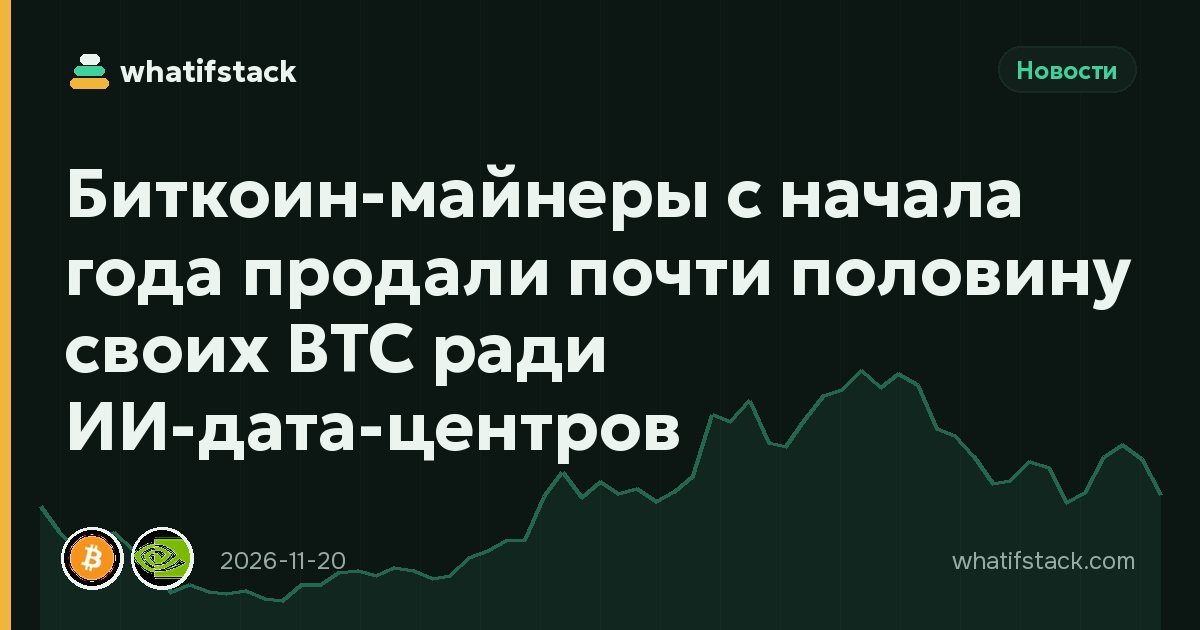 whatifstack
Новости
Биткоин-майнеры с начала
года продали почти половину
своих BTC ради
ИИ-дата-центров
2026-11-20
whatifstack.com